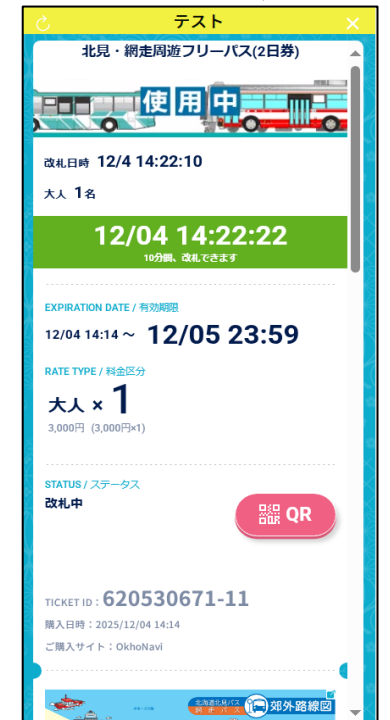 テスト
北見・網走周遊フリーパス(2日券)
使用中
改札日時 12/4 14:22:10
大人 1名
12/04 14:22:22
10分間、改札できます
EXPIRATION DATE / 有効期限
12/04 14:14～ 12/05 23:59
RATE TYPE / 料金区分
大人 × 1
3,000円 (3,000円×1)
STATUS / ステータス
改札中
QR
TICKET ID : 620530671-11
購入日時：2025/12/04 14:14
ご購入サイト：OkhoNavi
北海道北見バス
網走バス
郊外路線図